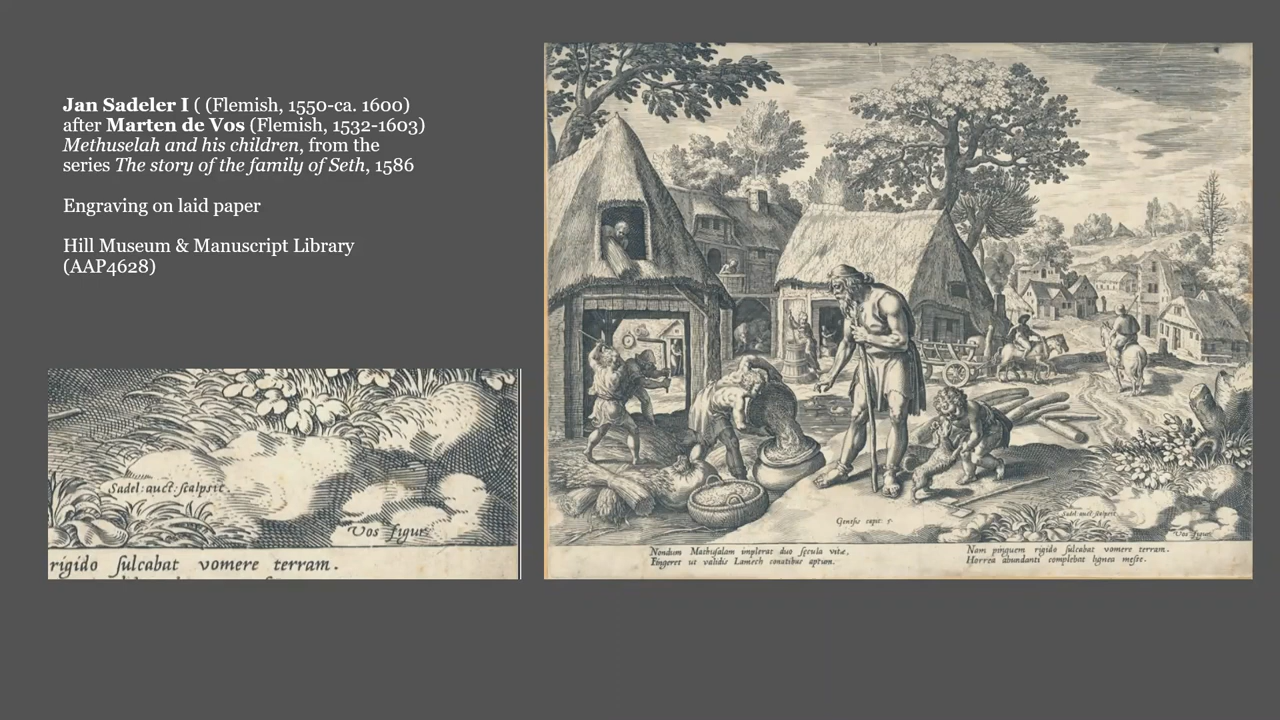 Jan Sadeler I ( (Flemish, 1550-ca. 1600)
after Marten de Vos (Flemish, 1532-1603)
Methuselah and his children, from the
series The story of the family of Seth, 1586
Engraving on laid paper
Hill Museum & Manuscript Library
(AAP4628)
Sadel: auct: scalpsit.
Vos figur
rigido sulcabat vomere terram.
Genesis capit: 5.
Sadel auct scalpsit
Vos figur
Nondum Mathusalam implerat duo secula vitæ,
Fingeret ut validis Lamech conatibus aptum.
Nam pinguem rigido sulcabat vomere terram.
Horrea abundanti complebat lignea messe.